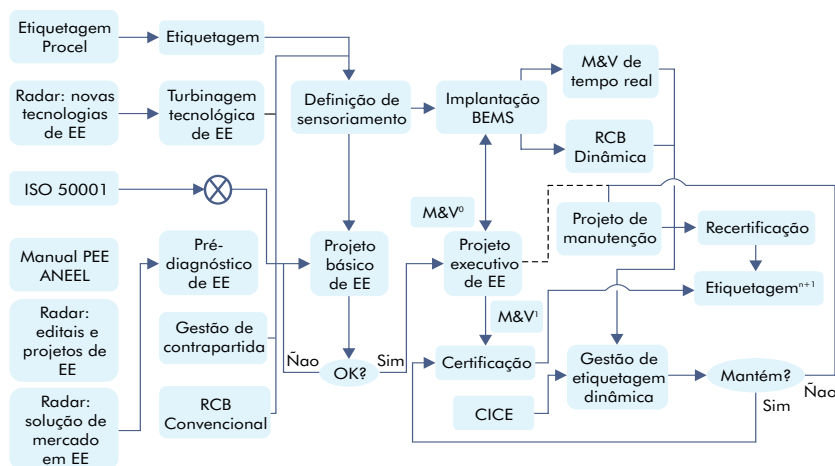 Etiquetagem
Procel
Etiquetagem
Radar: novas
tecnologias
de EE
Turbinagem
tecnológica
de EE
ISO 50001
Manual PEE
ANEEL
Radar:
editais e
projetos de
EE
Radar:
solução de
mercado
em EE
Pré-
diagnóstico
de EE
Gestão de
contrapartida
RCB
Convencional
Definição de
sensoriamento
Projeto
básico de
EE
Ñao
OK?
Sim
Implantação
BEMS
M&V⁰
Projeto
executivo
de EE
M&V¹
Certificação
CICE
M&V de
tempo real
RCB
Dinâmica
Projeto de
manutenção
Recertificação
Etiquetagemⁿ⁺¹
Gestão de
etiquetagem
dinâmica
Mantém?
Sim
Ñao